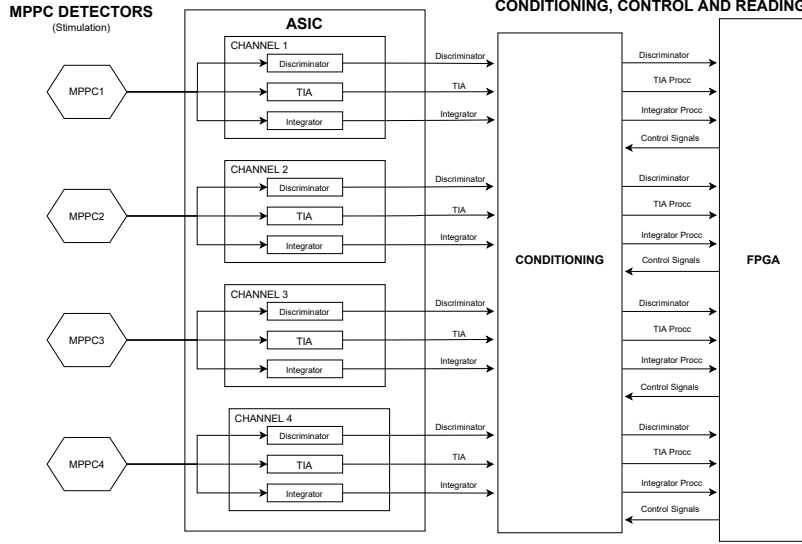 MPPC DETECTORS
(Stimulation)
ASIC
CONDITIONING, CONTROL AND READING
MPPC1
CHANNEL 1
Discriminator
TIA
Integrator
Discriminator
TIA
Integrator
Discriminator
TIA Procc
Integrator Procc
Control Signals
MPPC2
CHANNEL 2
Discriminator
TIA
Integrator
Discriminator
TIA
Integrator
Discriminator
TIA Procc
Integrator Procc
Control Signals
CONDITIONING
FPGA
MPPC3
CHANNEL 3
Discriminator
TIA
Integrator
Discriminator
TIA
Integrator
Discriminator
TIA Procc
Integrator Procc
Control Signals
MPPC4
CHANNEL 4
Discriminator
TIA
Integrator
Discriminator
TIA
Integrator
Discriminator
TIA Procc
Integrator Procc
Control Signals